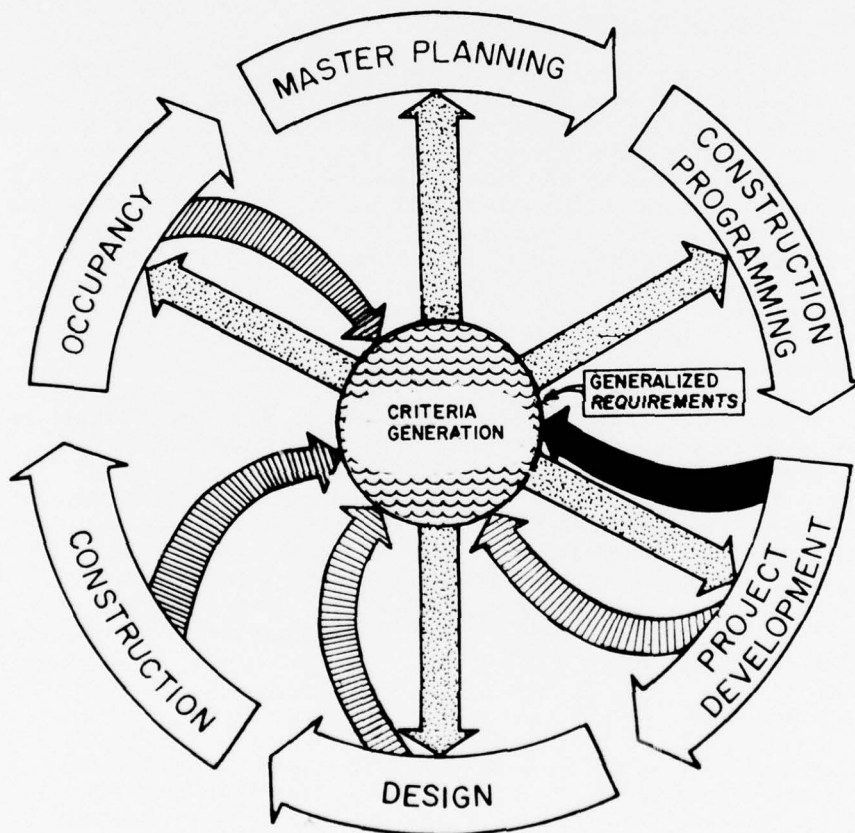 MASTER PLANNING
CONSTRUCTION
PROGRAMMING
OCCUPANCY
GENERALIZED
REQUIREMENTS
CRITERIA
GENERATION
PROJECT
DEVELOPMENT
CONSTRUCTION
DESIGN